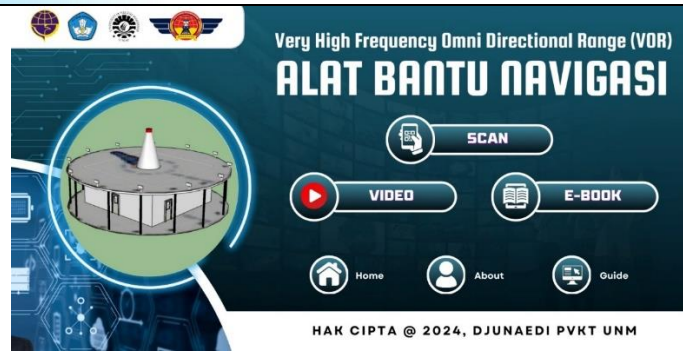 Very High Frequency Omni Directional Range (VOR)
ALAT BANTU NAVIGASI
SCAN
VIDEO
E-BOOK
Home
About
Guide
HAK CIPTA @ 2024, DJUNAEDI PVKT UNM